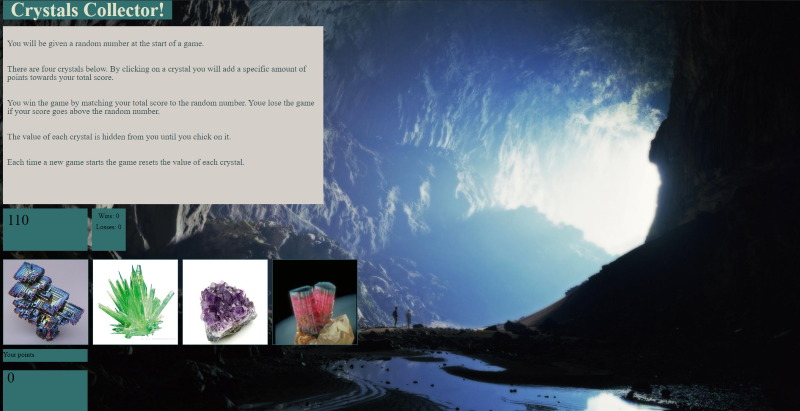 Crystals Collector!
You will be given a random number at the start of a game.
There are four crystals below. By clicking on a crystal you will add a specific amount of
points towards your total score.
You win the game by matching your total score to the random number. Youe lose the game
if your score goes above the random number.
The value of each crystal is hidden from you until you chick on it.
Each time a new game starts the game resets the value of each crystal.
110
Wins: 0
Losses: 0
Your points
0